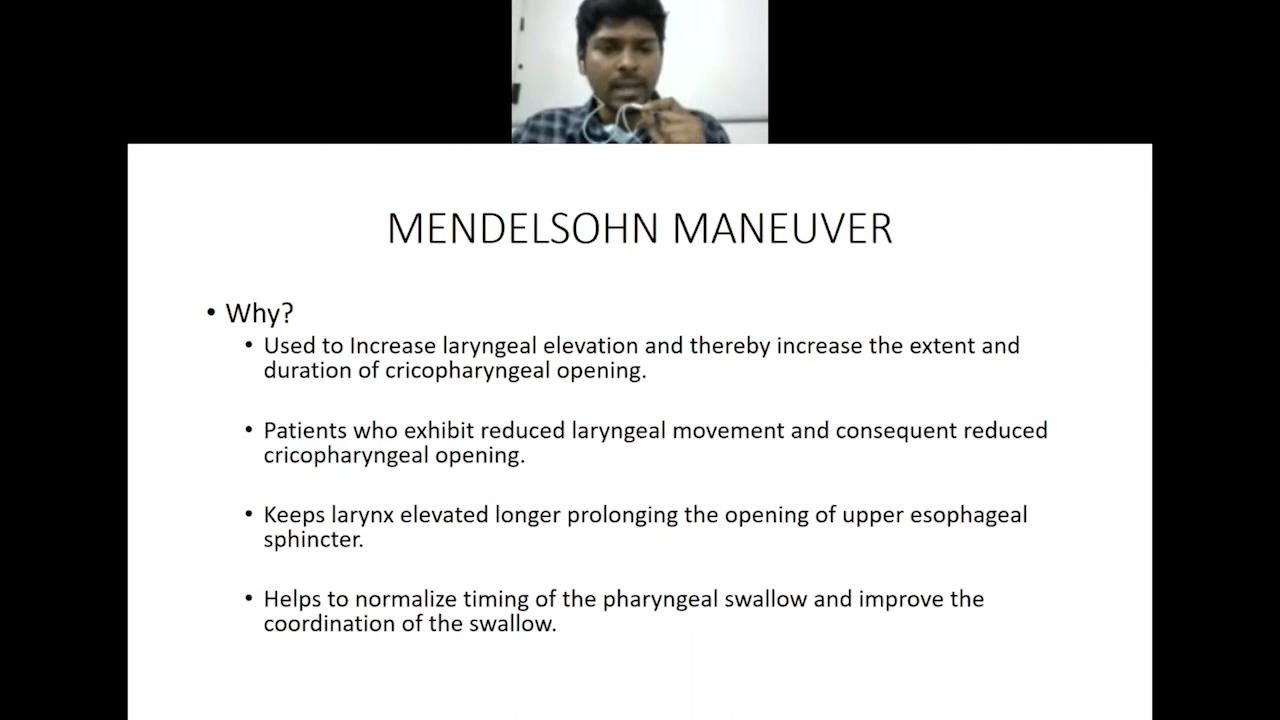 MENDELSOHN MANEUVER
• Why?
• Used to Increase laryngeal elevation and thereby increase the extent and
duration of cricopharyngeal opening.
• Patients who exhibit reduced laryngeal movement and consequent reduced
cricopharyngeal opening.
• Keeps larynx elevated longer prolonging the opening of upper esophageal
sphincter.
• Helps to normalize timing of the pharyngeal swallow and improve the
coordination of the swallow.